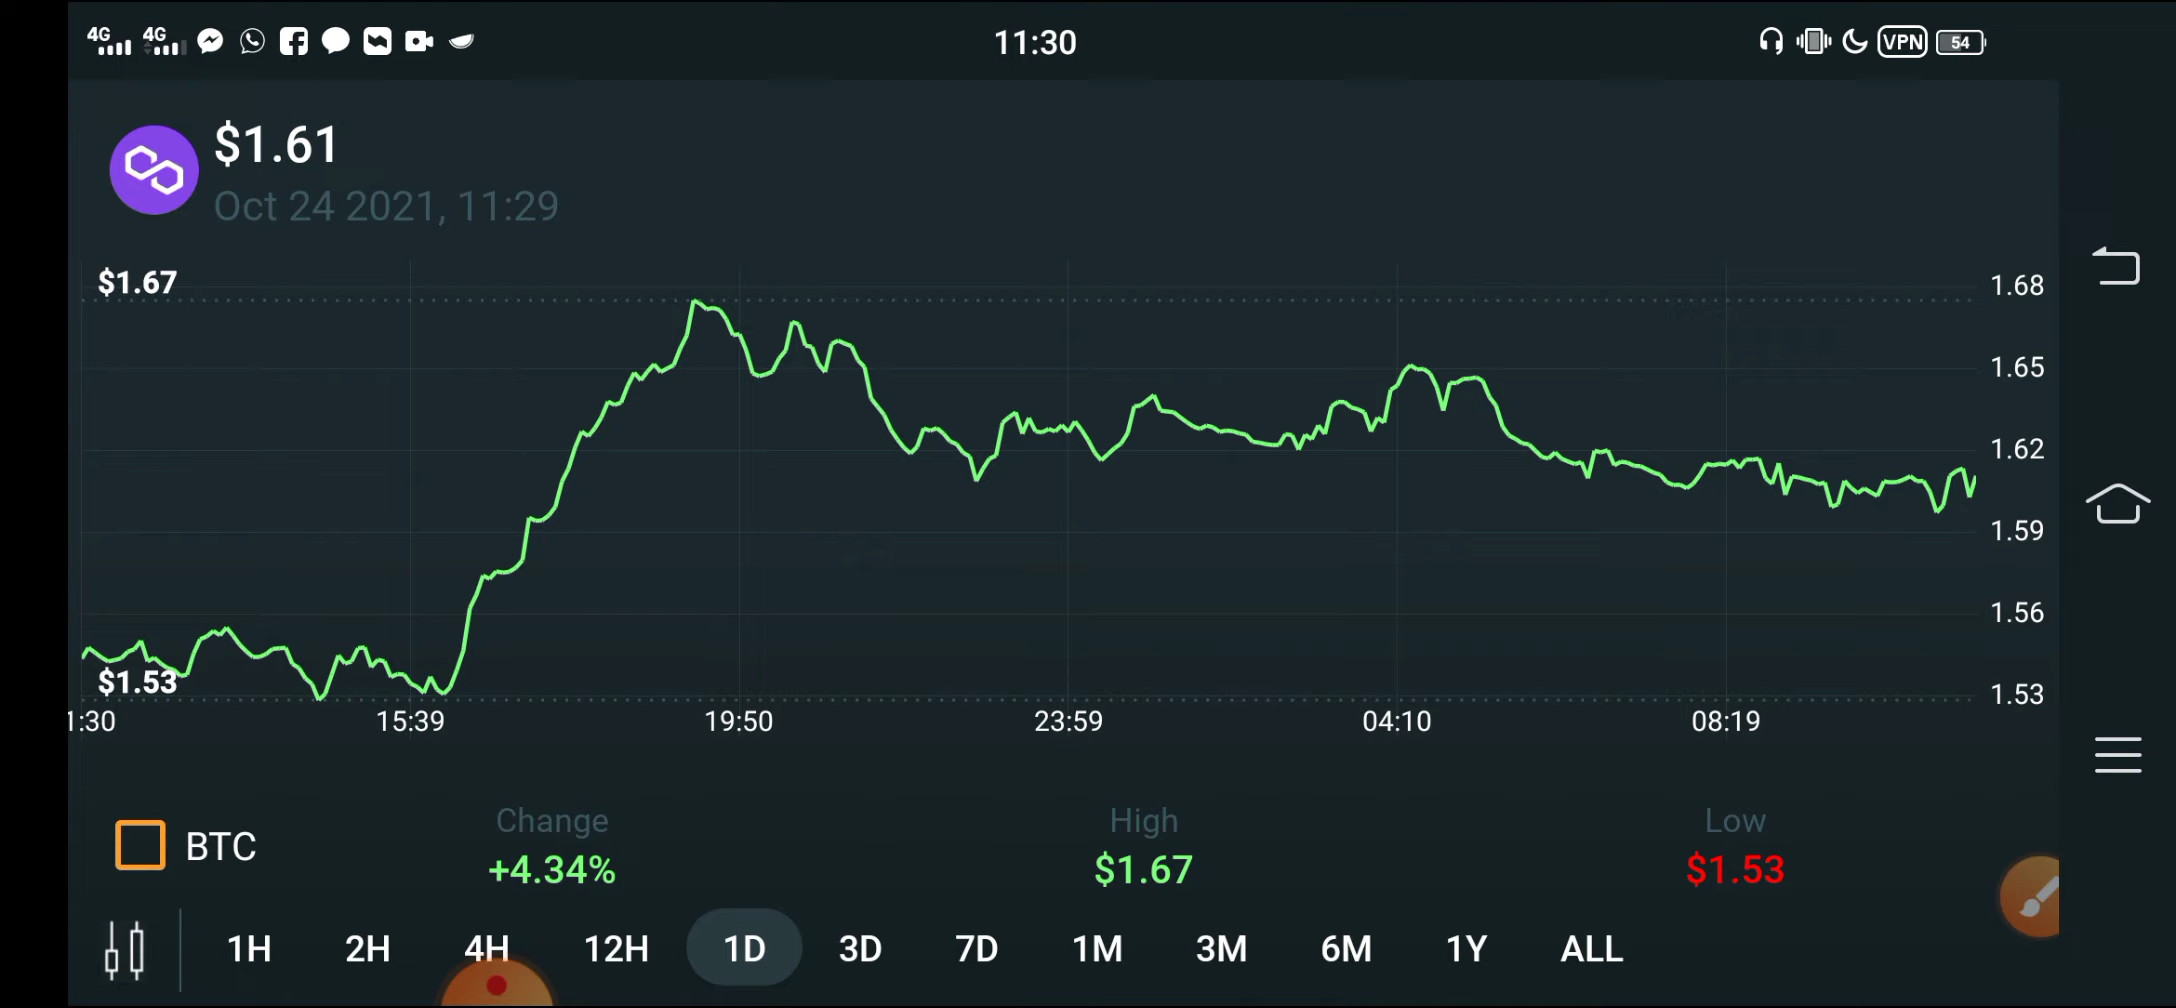 4G 4G 11:30 VPN 54
$1.61
Oct 24 2021, 11:29
$1.67
1.68
1.65
1.62
1.59
1.56
$1.53
1.53
1:30 15:39 19:50 23:59 04:10 08:19
BTC
Change High Low
+4.34% $1.67 $1.53
1H 2H 4H 12H 1D 3D 7D 1M 3M 6M 1Y ALL